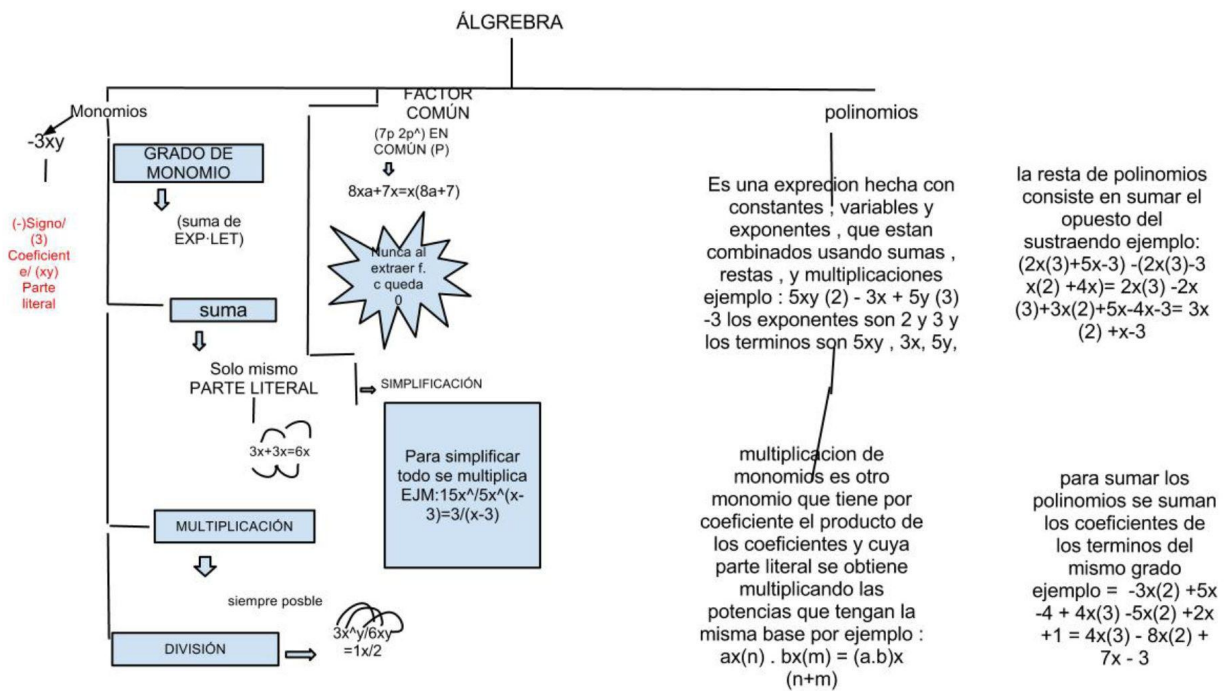 ÁLGREBRA
Monomios
-3xy
(-)Signo/
(3)
Coeficient
e/ (xy)
Parte
literal
GRADO DE
MONOMIO
(suma de
EXP·LET)
suma
Solo mismo
PARTE LITERAL
3x+3x=6x
MULTIPLICACIÓN
siempre posble
DIVISIÓN
3x^y/6xy
=1x/2
FACTOR
COMÚN
(7p 2p^) EN
COMÚN (P)
8xa+7x=x(8a+7)
Nunca al
extraer f.
c queda
0
SIMPLIFICACIÓN
Para simplificar
todo se multiplica
EJM:15x^/5x^(x-
3)=3/(x-3)
polinomios
Es una expredion hecha con
constantes , variables y
exponentes , que estan
combinados usando sumas ,
restas , y multiplicaciones
ejemplo : 5xy (2) - 3x + 5y (3)
-3 los exponentes son 2 y 3 y
los terminos son 5xy , 3x, 5y,
multiplicacion de
monomios es otro
monomio que tiene por
coeficiente el producto de
los coeficientes y cuya
parte literal se obtiene
multiplicando las
potencias que tengan la
misma base por ejemplo :
ax(n) . bx(m) = (a.b)x
(n+m)
la resta de polinomios
consiste en sumar el
opuesto del
sustraendo ejemplo:
(2x(3)+5x-3) -(2x(3)-3
x(2) +4x)= 2x(3) -2x
(3)+3x(2)+5x-4x-3= 3x
(2) +x-3
para sumar los
polinomios se suman
los coeficientes de
los terminos del
mismo grado
ejemplo = -3x(2) +5x
-4 + 4x(3) -5x(2) +2x
+1 = 4x(3) - 8x(2) +
7x - 3